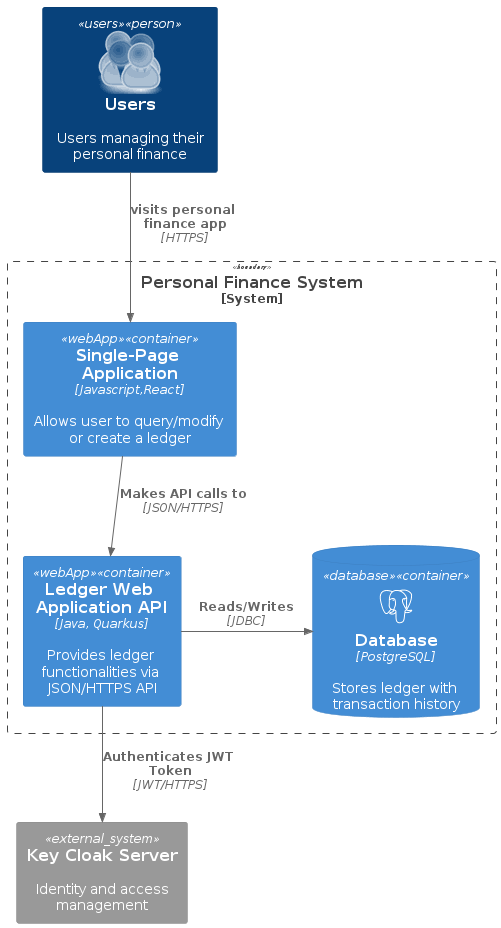 «users»«person»
Users
Users managing their
personal finance
visits personal
finance app
[HTTPS]
«boundary»
Personal Finance System
[System]
«webApp»«container»
Single-Page
Application
[Javascript,React]
Allows user to query/modify
or create a ledger
Makes API calls to
[JSON/HTTPS]
«webApp»«container»
Ledger Web
Application API
[Java, Quarkus]
Provides ledger
functionalities via
JSON/HTTPS API
Reads/Writes
[JDBC]
«database»«container»
Database
[PostgreSQL]
Stores ledger with
transaction history
Authenticates JWT
Token
[JWT/HTTPS]
«external_system»
Key Cloak Server
Identity and access
management